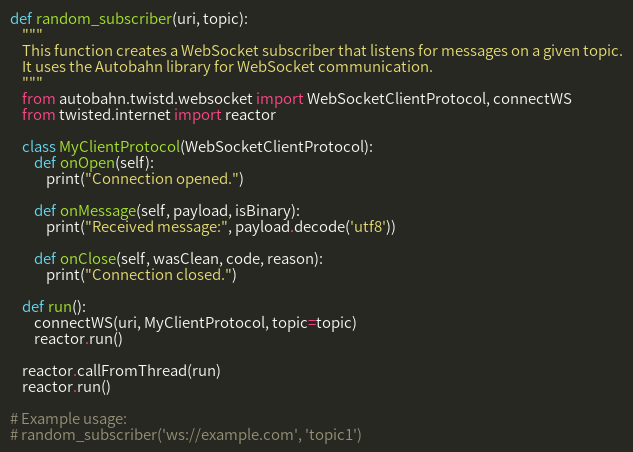 def random_subscriber(uri, topic):
    """
    This function creates a WebSocket subscriber that listens for messages on a given topic.
    It uses the Autobahn library for WebSocket communication.
    """
    from autobahn.twistd.websocket import WebSocketClientProtocol, connectWS
    from twisted.internet import reactor

    class MyClientProtocol(WebSocketClientProtocol):
        def onOpen(self):
            print("Connection opened.")

        def onMessage(self, payload, isBinary):
            print("Received message:", payload.decode('utf8'))

        def onClose(self, wasClean, code, reason):
            print("Connection closed.")

    def run():
        connectWS(uri, MyClientProtocol, topic=topic)
        reactor.run()

    reactor.callFromThread(run)
    reactor.run()

# Example usage:
# random_subscriber('ws://example.com', 'topic1')